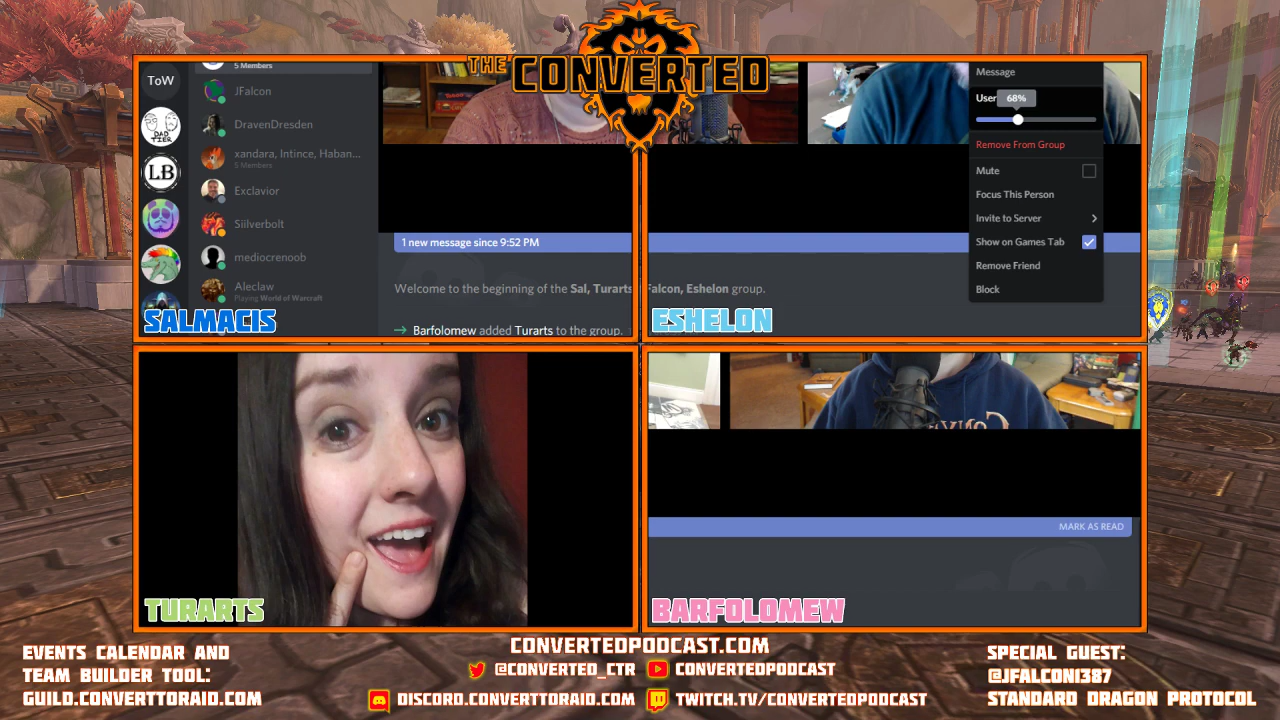 THE
CONVERTED
ToW
5 Members
JFalcon
DravenDresden
DAD
TIER
xandara, Intince, Haban...
5 Members
LB
Exclavior
Siilverbolt
mediocrenoob
Aleclaw
Playing World of Warcraft
1 new message since 9:52 PM
Welcome to the beginning of the Sal, Turarts Falcon, Eshelon group.
Barfolomew added Turarts to the group.
SALMACIS
Message
User
68%
Remove From Group
Mute
Focus This Person
Invite to Server
Show on Games Tab
Remove Friend
Block
ESHELON
TURARTS
MARK AS READ
BARFOLOMEW
EVENTS CALENDAR AND
TEAM BUILDER TOOL:
GUILD.CONVERTTORAID.COM
CONVERTEDPODCAST.COM
@CONVERTED_CTR
CONVERTEDPODCAST
DISCORD.CONVERTTORAID.COM
TWITCH.TV/CONVERTEDPODCAST
SPECIAL GUEST:
@JFALCON1387
STANDARD DRAGON PROTOCOL